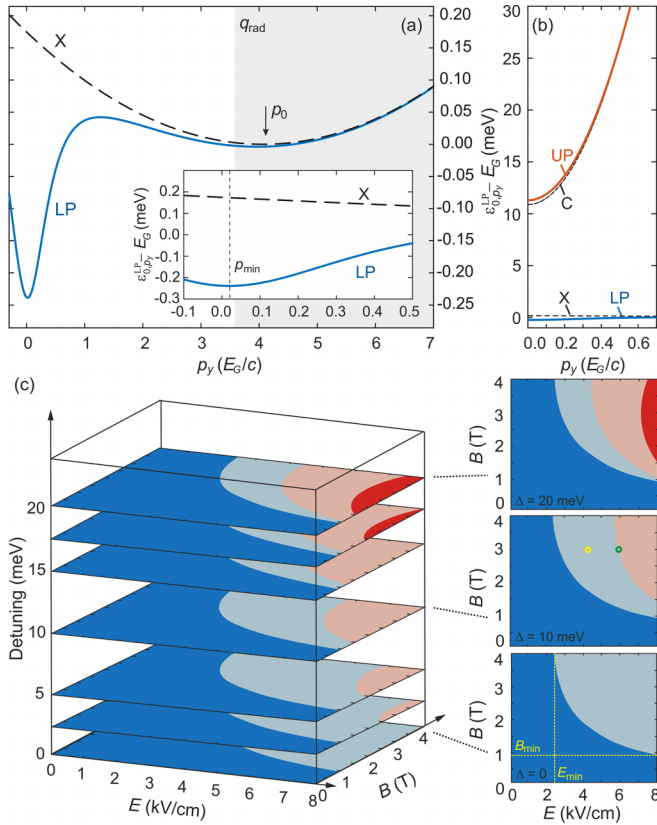 (a)
q_rad
X
p_0
LP
0.20
0.15
0.10
0.05
0.00
-0.05
-0.10
-0.15
-0.20
-0.25
0 1 2 3 4 5 6 7
p_y (E_G/c)
ε^LP_{0,p_y}− E_G (meV)
0.2
0.1
0.0
-0.1
-0.2
-0.3
X
LP
p_min
-0.1 0.0 0.1 0.2 0.3 0.4 0.5
(b)
ε^LP_{0,p_y}− E_G (meV)
30
25
20
15
10
5
0
UP
C
X LP
0.0 0.2 0.4 0.6
p_y (E_G/c)
(c)
Detuning (meV)
20
15
10
5
0
0 1 2 3 4 5 6 7 8
E (kV/cm)
0 1 2 3 4
B (T)
B (T)
4
3
2
1
0
Δ = 20 meV
B (T)
4
3
2
1
0
Δ = 10 meV
B (T)
4
3
2
1
0
B_min
Δ = 0
E_min
0 2 4 6 8
E (kV/cm)